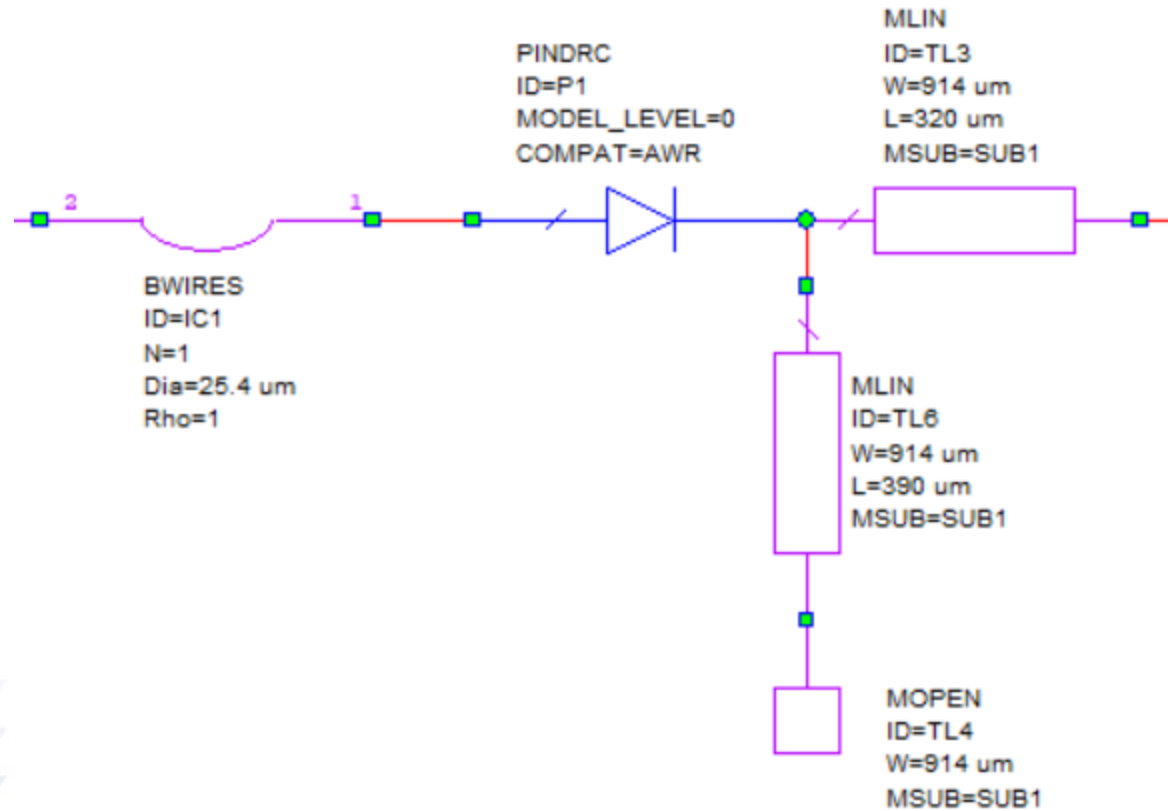 MLIN
ID=TL3
W=914 um
L=320 um
MSUB=SUB1
PINDRC
ID=P1
MODEL_LEVEL=0
COMPAT=AWR
2
1
BWIRES
ID=IC1
N=1
Dia=25.4 um
Rho=1
MLIN
ID=TL6
W=914 um
L=390 um
MSUB=SUB1
MOPEN
ID=TL4
W=914 um
MSUB=SUB1